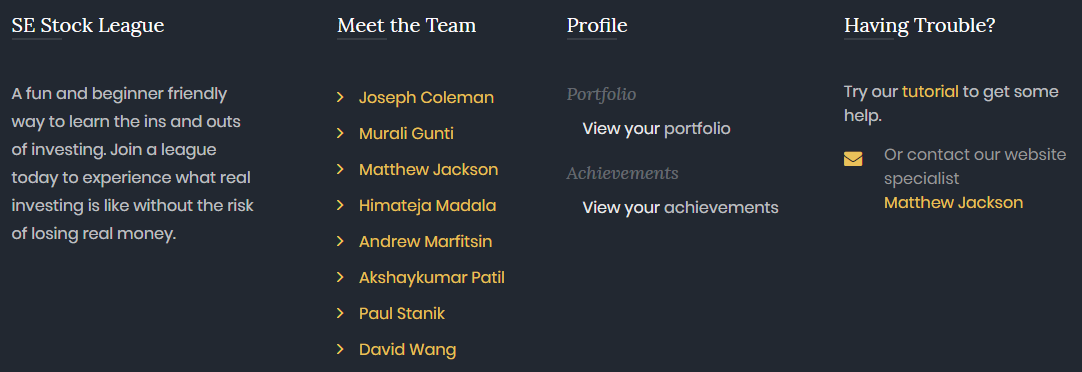 SE Stock League
A fun and beginner friendly
way to learn the ins and outs
of investing. Join a league
today to experience what real
investing is like without the risk
of losing real money.
Meet the Team
Joseph Coleman
Murali Gunti
Matthew Jackson
Himateja Madala
Andrew Marfitsin
Akshaykumar Patil
Paul Stanik
David Wang
Profile
Portfolio
View your portfolio
Achievements
View your achievements
Having Trouble?
Try our tutorial to get some
help.
Or contact our website
specialist
Matthew Jackson